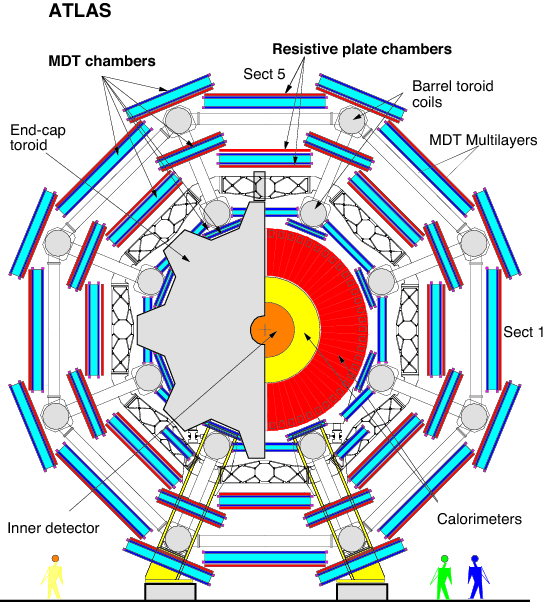 ATLAS
Resistive plate chambers
MDT chambers
Sect 5
Barrel toroid
coils
End-cap
toroid
MDT Multilayers
Sect 1
Inner detector
Calorimeters